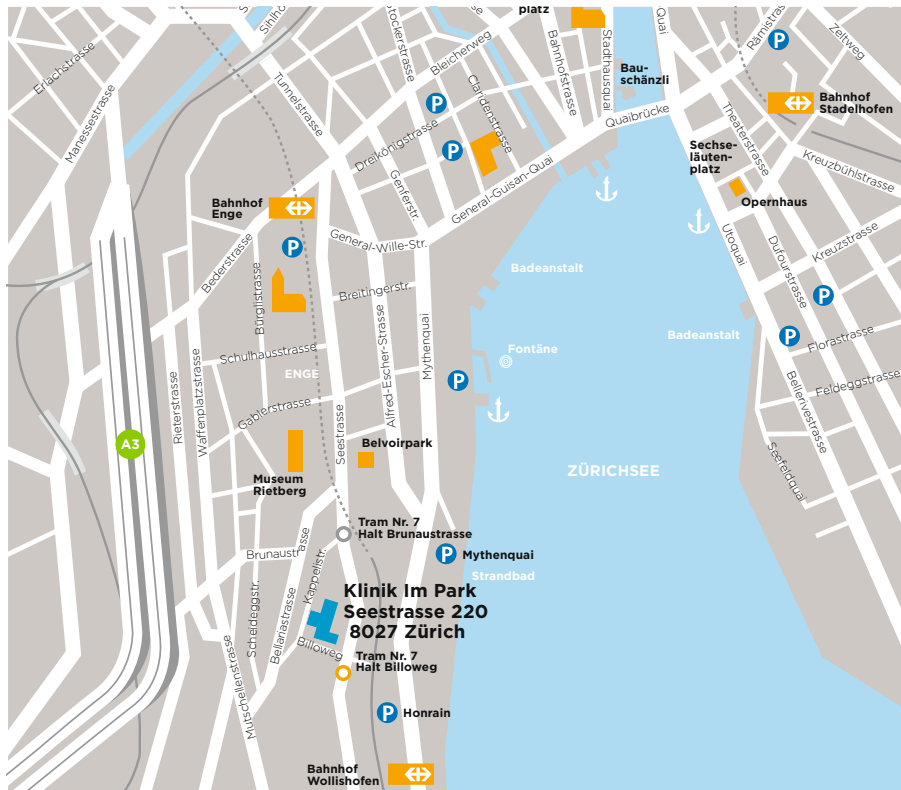 platz
Quai
Rämistrasse
Zeltweg
Sihlhö
Stockerstrasse
Bleicherweg
Bahnhofstrasse
Stadthausquai
Bau-
schänzli
Erlachstrasse
Manessestrasse
Tunnelstrasse
P
P
P
Claridenstrasse
Dreikönigstrasse
Quaibrücke
Theaterstrasse
Bahnhof
Stadelhofen
Sechse-
läuten-
platz
Kreuzbühlstrasse
Genferstr.
General-Guisan-Quai
Opernhaus
Bahnhof
Enge
General-Wille-Str.
P
Utoquai
Dufourstrasse
Kreuzstrasse
Bederstrasse
Bürglistrasse
Breitingerstr.
Badeanstalt
P
Badeanstalt
P
Florastrasse
Schulhausstrasse
ENGE
Alfred-Escher-Strasse
Mythenquai
Fontäne
P
Bellerivestrasse
Feldeggstrasse
Rieterstrasse
Waffenplatzstrasse
Gablerstrasse
Seestrasse
A3
Belvoirpark
Museum
Rietberg
ZÜRICHSEE
Seefeldquai
Tram Nr. 7
Halt Brunaustrasse
Brunaustrasse
P Mythenquai
Strandbad
Scheideggstr.
Bellariastrasse
Kappelistr.
Klinik Im Park
Seestrasse 220
8027 Zürich
Billoweg
Tram Nr. 7
Halt Billoweg
Mutschellenstrasse
P Honrain
Bahnhof
Wollishofen